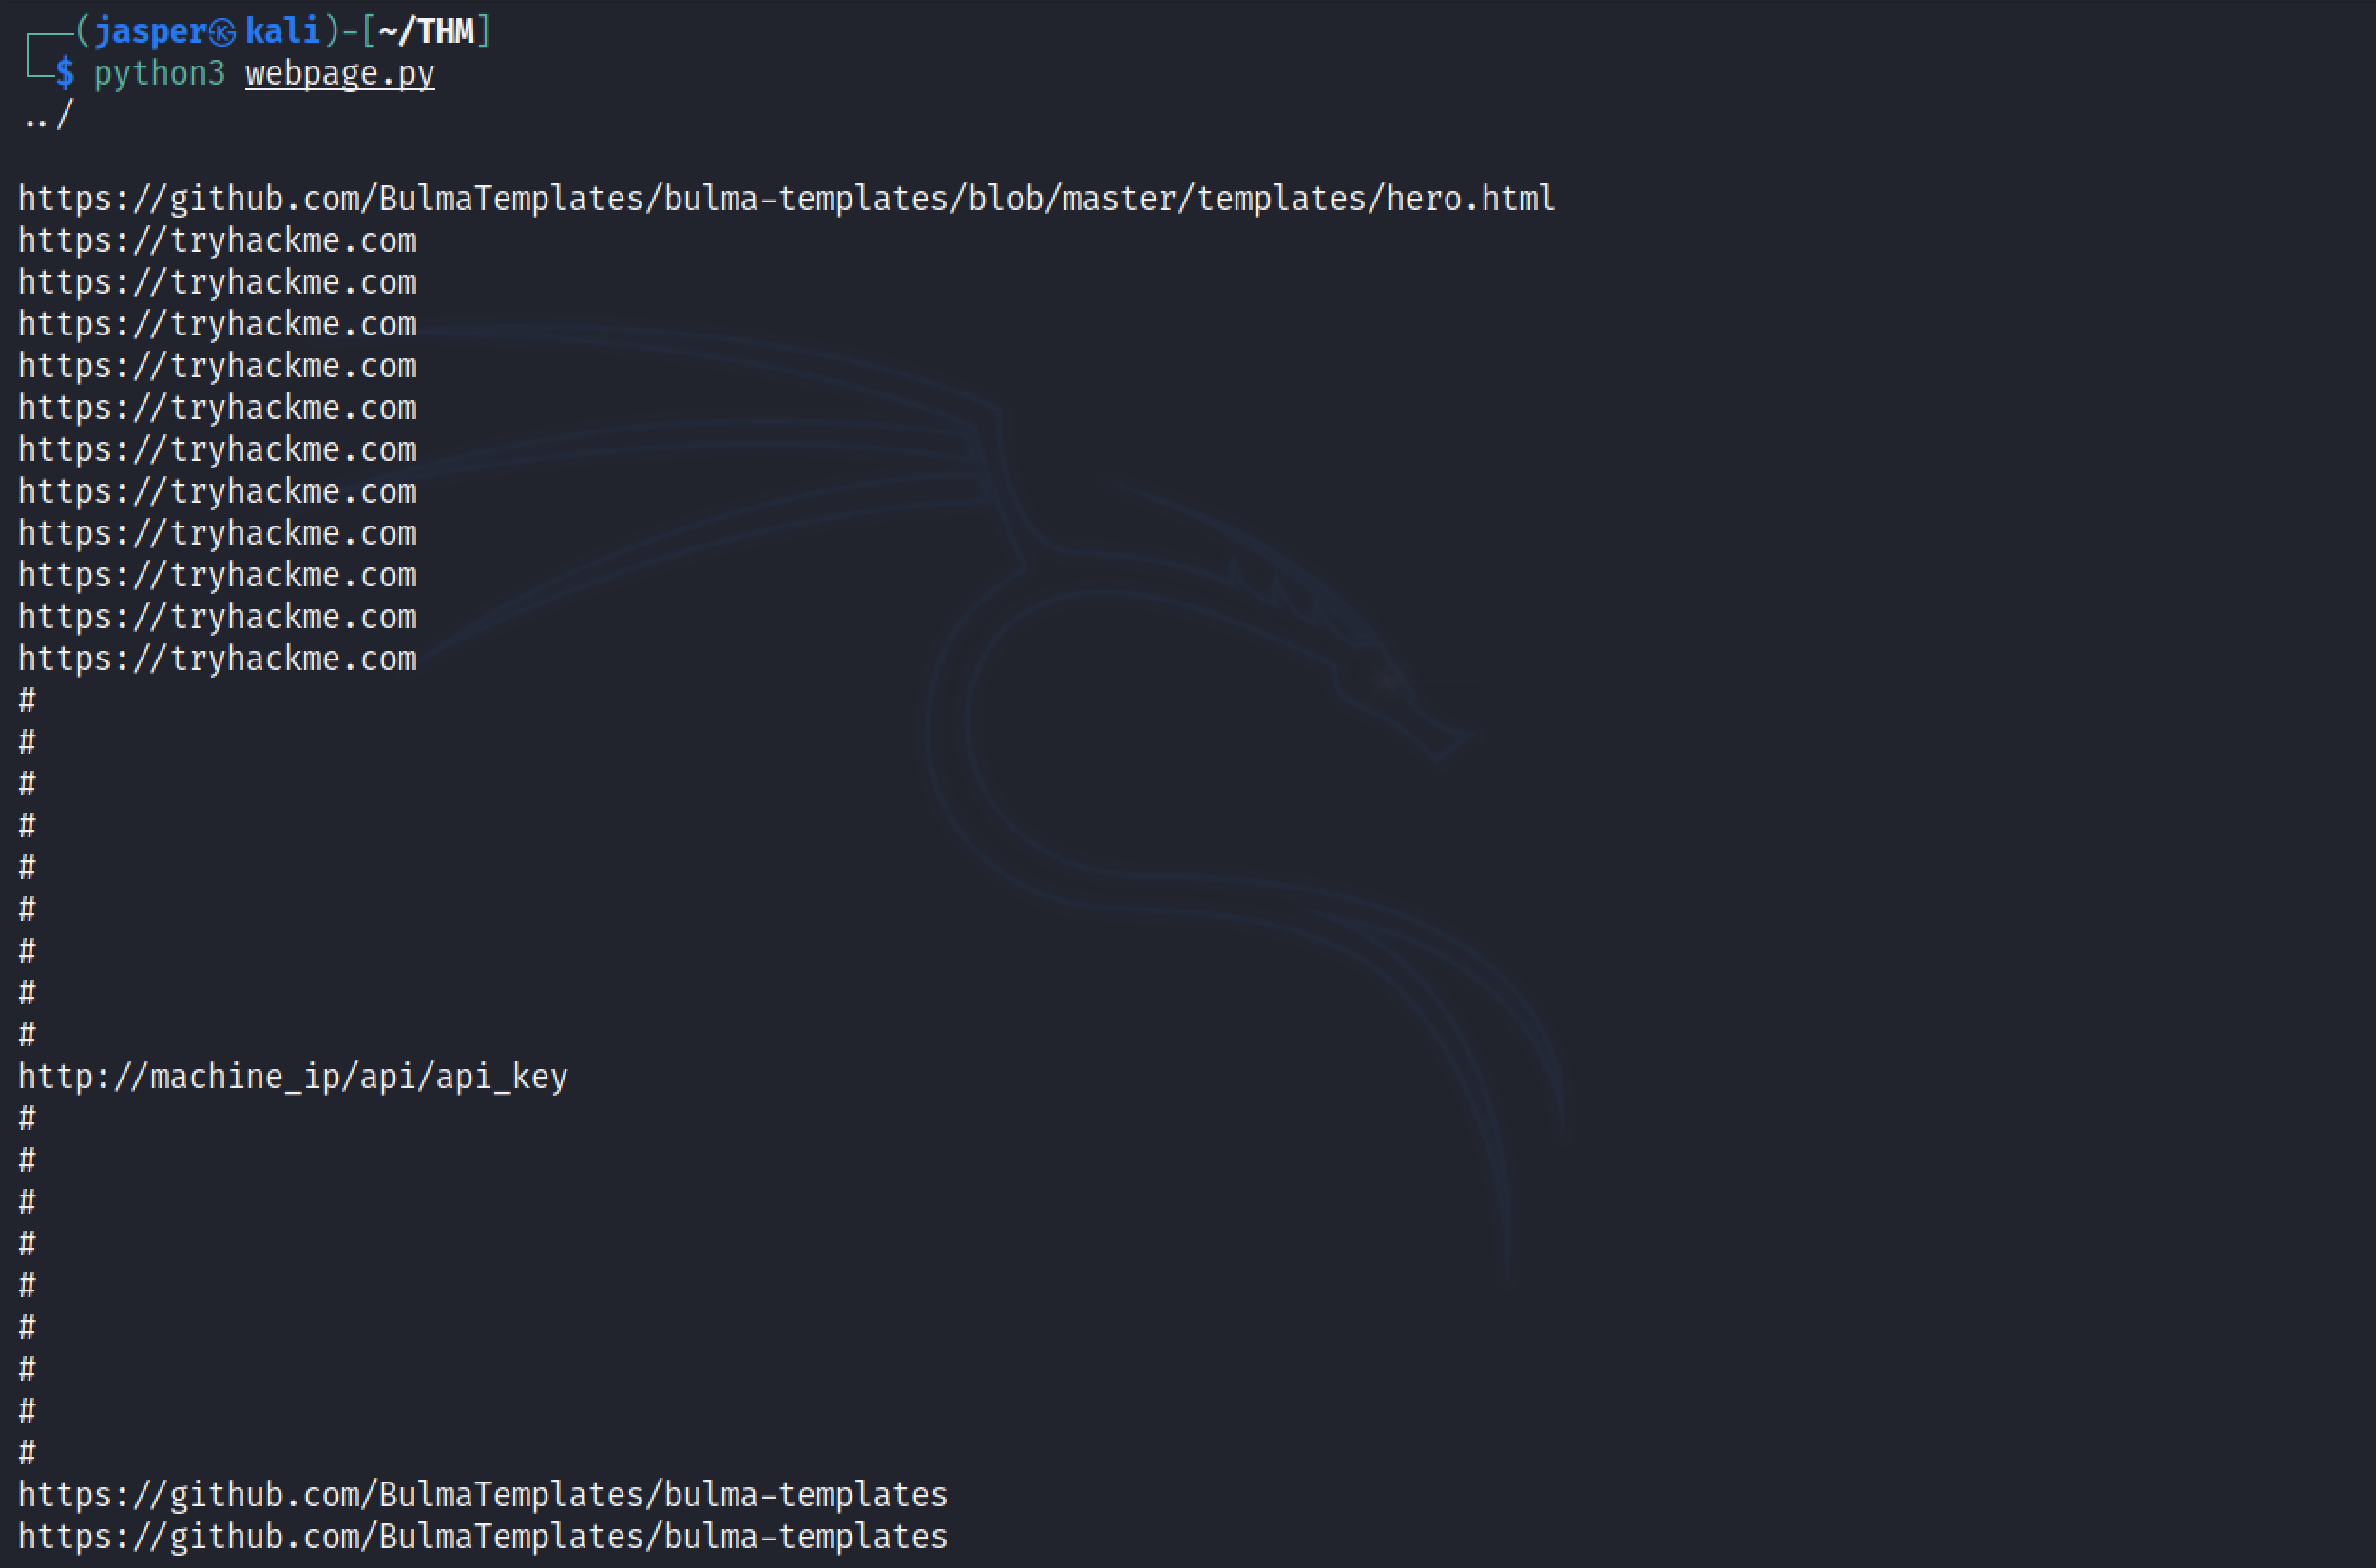 ┌──(jasper㉿kali)-[~/THM]
└─$ python3 webpage.py
../

https://github.com/BulmaTemplates/bulma-templates/blob/master/templates/hero.html
https://tryhackme.com
https://tryhackme.com
https://tryhackme.com
https://tryhackme.com
https://tryhackme.com
https://tryhackme.com
https://tryhackme.com
https://tryhackme.com
https://tryhackme.com
https://tryhackme.com
https://tryhackme.com
#
#
#
#
#
#
#
#
#
http://machine_ip/api/api_key
#
#
#
#
#
#
#
#
#
https://github.com/BulmaTemplates/bulma-templates
https://github.com/BulmaTemplates/bulma-templates